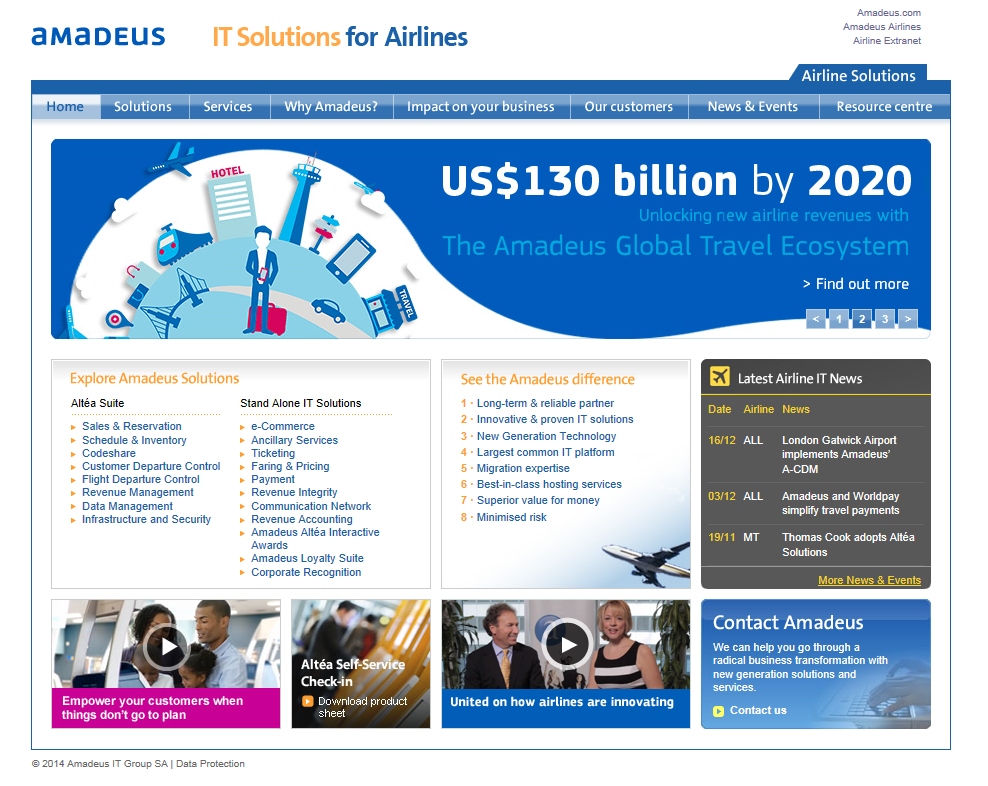 amadeus
IT Solutions for Airlines
Amadeus.com
Amadeus Airlines
Airline Extranet
Airline Solutions
Home
Solutions
Services
Why Amadeus?
Impact on your business
Our customers
News & Events
Resource centre
HOTEL
TRAVEL
US$130 billion by 2020
Unlocking new airline revenues with
The Amadeus Global Travel Ecosystem
> Find out more
< 1 2 3 >
Explore Amadeus Solutions
Altéa Suite
Sales & Reservation
Schedule & Inventory
Codeshare
Customer Departure Control
Flight Departure Control
Revenue Management
Data Management
Infrastructure and Security
Stand Alone IT Solutions
e-Commerce
Ancillary Services
Ticketing
Faring & Pricing
Payment
Revenue Integrity
Communication Network
Revenue Accounting
Amadeus Altéa Interactive
Awards
Amadeus Loyalty Suite
Corporate Recognition
See the Amadeus difference
1 · Long-term & reliable partner
2 · Innovative & proven IT solutions
3 · New Generation Technology
4 · Largest common IT platform
5 · Migration expertise
6 · Best-in-class hosting services
7 · Superior value for money
8 · Minimised risk
Latest Airline IT News
Date Airline News
16/12 ALL London Gatwick Airport
implements Amadeus'
A-CDM
03/12 ALL Amadeus and Worldpay
simplify travel payments
19/11 MT Thomas Cook adopts Altéa
Solutions
More News & Events
Empower your customers when
things don't go to plan
Altéa Self-Service
Check-in
Download product
sheet
United on how airlines are innovating
Contact Amadeus
We can help you go through a
radical business transformation with
new generation solutions and
services.
Contact us
© 2014 Amadeus IT Group SA | Data Protection